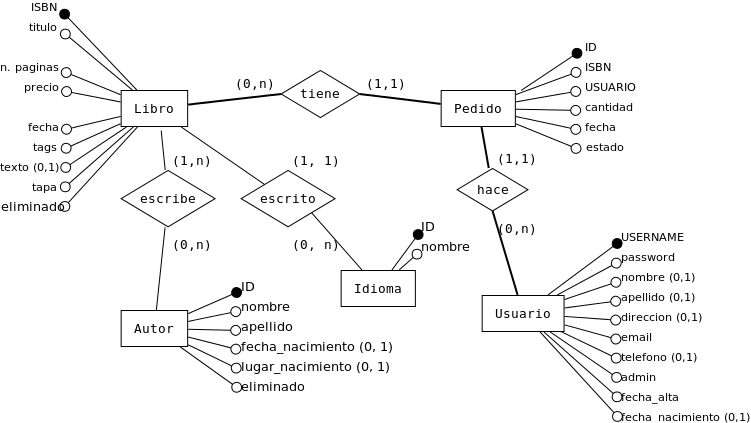 ISBN
titulo
n. paginas
precio
fecha
tags
texto (0,1)
tapa
eliminado
Libro
(0,n)
tiene
(1,1)
Pedido
ID
ISBN
USUARIO
cantidad
fecha
estado
(1,n)
escribe
(0,n)
(1, 1)
escrito
(0, n)
(1,1)
hace
(0,n)
ID
nombre
Idioma
Autor
ID
nombre
apellido
fecha_nacimiento (0, 1)
lugar_nacimiento (0, 1)
eliminado
Usuario
USERNAME
password
nombre (0,1)
apellido (0,1)
direccion (0,1)
email
telefono (0,1)
admin
fecha_alta
fecha_nacimiento (0,1)